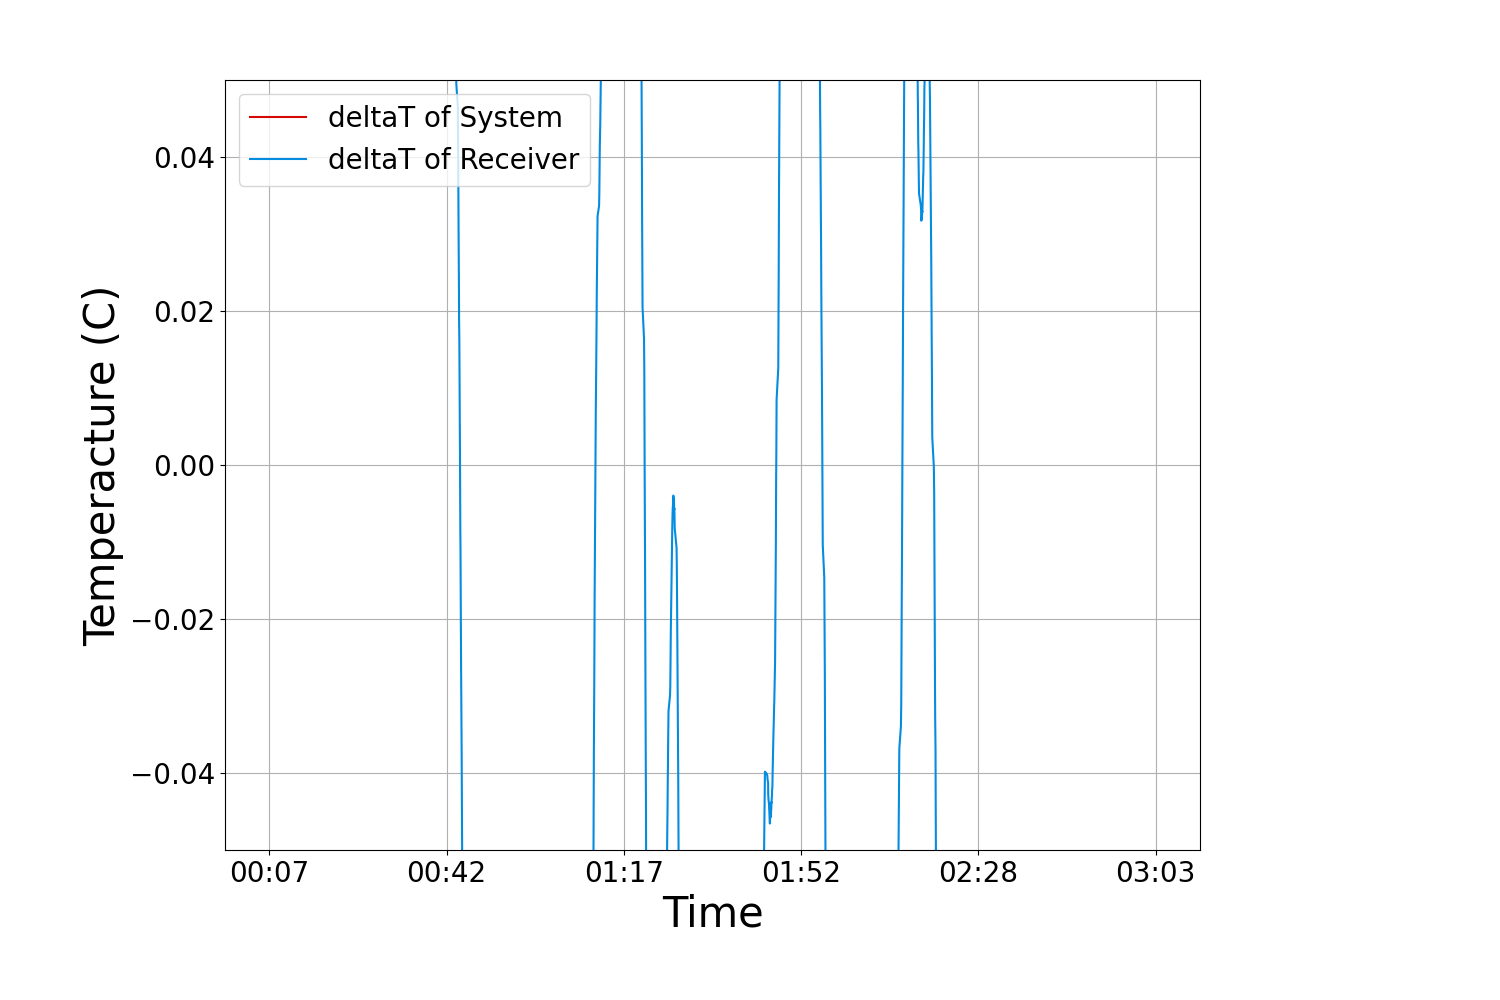 deltaT of System
deltaT of Receiver
0.04
0.02
0.00
−0.02
−0.04
Temperacture (C)
00:07 00:42 01:17 01:52 02:28 03:03
Time